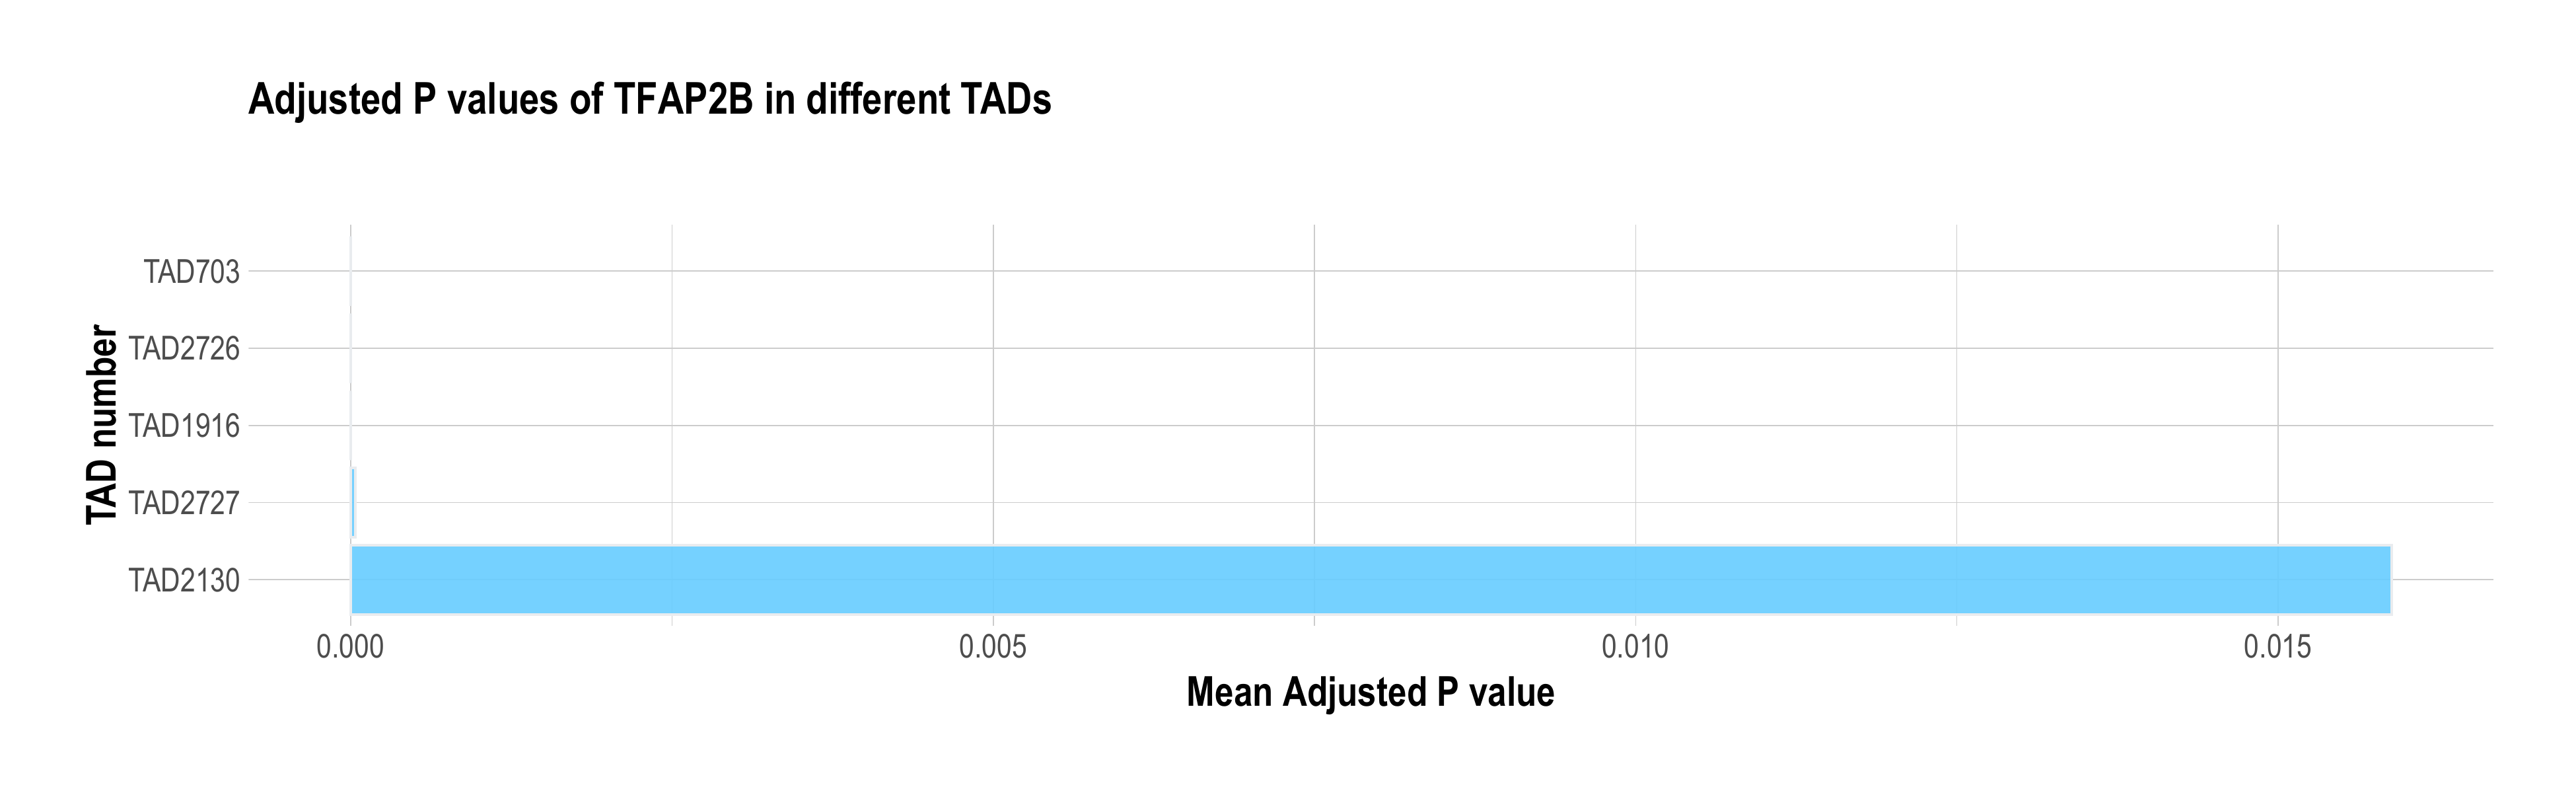 Adjusted P values of TFAP2B in different TADs
TAD number
TAD703
TAD2726
TAD1916
TAD2727
TAD2130
0.000
0.005
0.010
0.015
Mean Adjusted P value